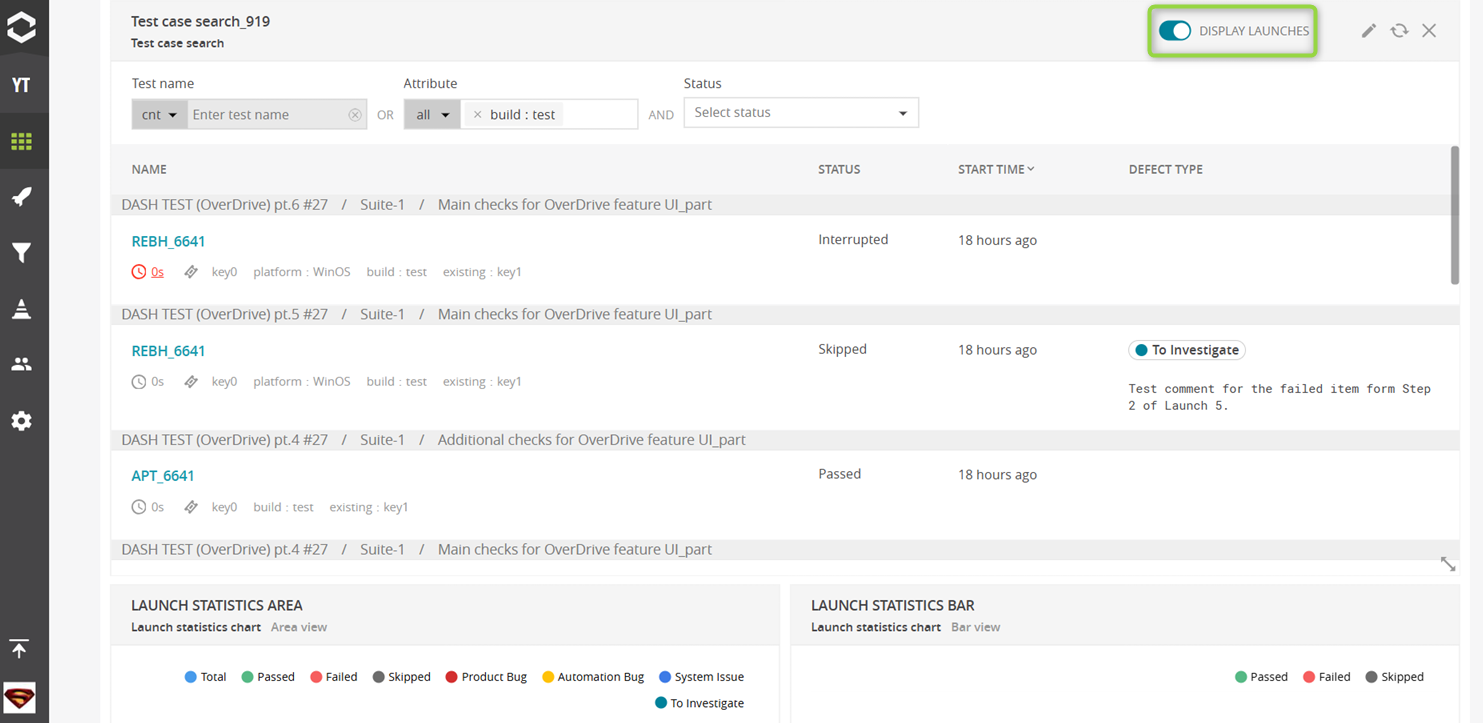 Test case search_919
Test case search
DISPLAY LAUNCHES
YT
Test name
Attribute
Status
cnt Enter test name OR all × build : test AND Select status
NAME STATUS START TIME DEFECT TYPE
DASH TEST (OverDrive) pt.6 #27 / Suite-1 / Main checks for OverDrive feature UI_part
REBH_6641 Interrupted 18 hours ago
0s key0 platform : WinOS build : test existing : key1
DASH TEST (OverDrive) pt.5 #27 / Suite-1 / Main checks for OverDrive feature UI_part
REBH_6641 Skipped 18 hours ago To Investigate
0s key0 platform : WinOS build : test existing : key1
Test comment for the failed item form Step
2 of Launch 5.
DASH TEST (OverDrive) pt.4 #27 / Suite-1 / Additional checks for OverDrive feature UI_part
APT_6641 Passed 18 hours ago
0s key0 build : test existing : key1
DASH TEST (OverDrive) pt.4 #27 / Suite-1 / Main checks for OverDrive feature UI_part
LAUNCH STATISTICS AREA
Launch statistics chart Area view
Total Passed Failed Skipped Product Bug Automation Bug System Issue
To Investigate
LAUNCH STATISTICS BAR
Launch statistics chart Bar view
Passed Failed Skipped